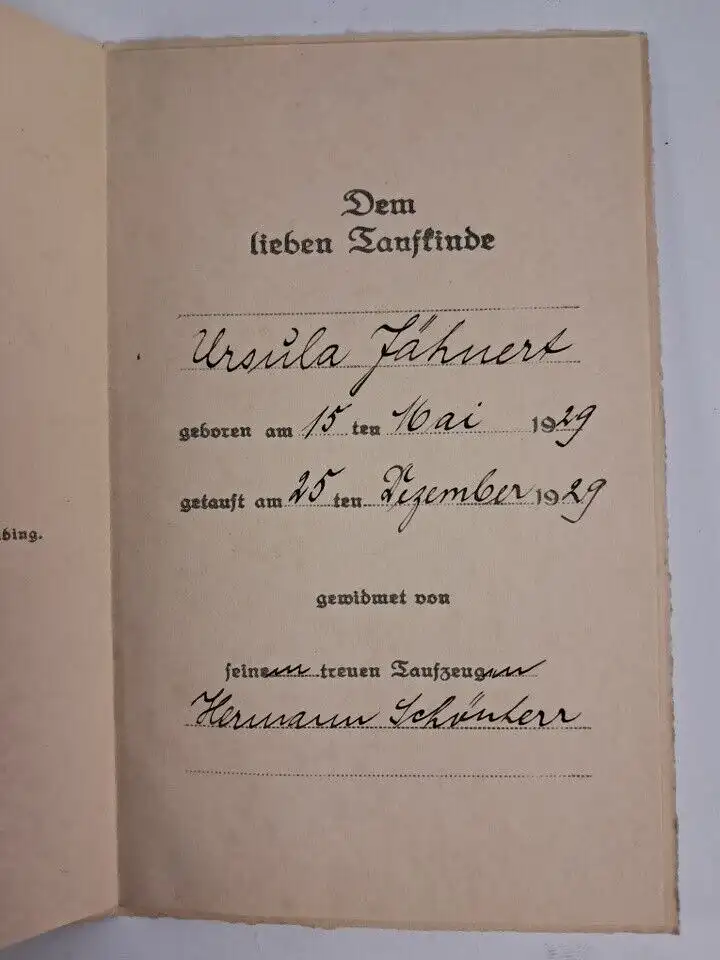 Dem
lieben Taufkinde
Ursula Jähnert
geboren am 15 ten Mai 1929
getauft am 25 ten Dezember 1929
bing.
gewidmet von
seinem treuen Taufzeugen
Hermann Schönherr